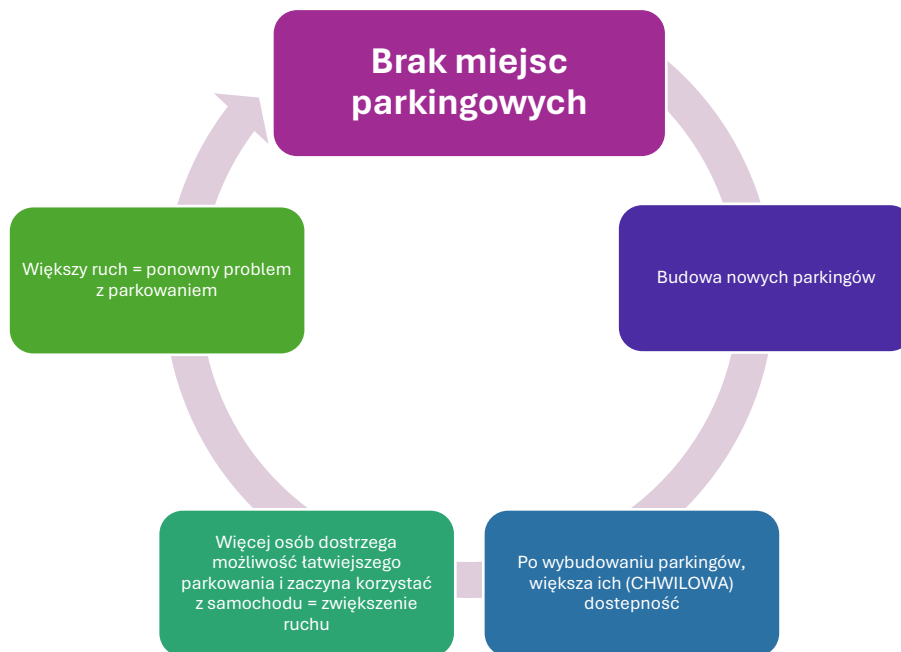 Brak miejsc
parkingowych
Budowa nowych parkingów
Po wybudowaniu parkingów,
większa ich (CHWILOWA)
dostepność
Więcej osób dostrzega
możliwość łatwiejszego
parkowania i zaczyna korzystać
z samochodu = zwiększenie
ruchu
Większy ruch = ponowny problem
z parkowaniem